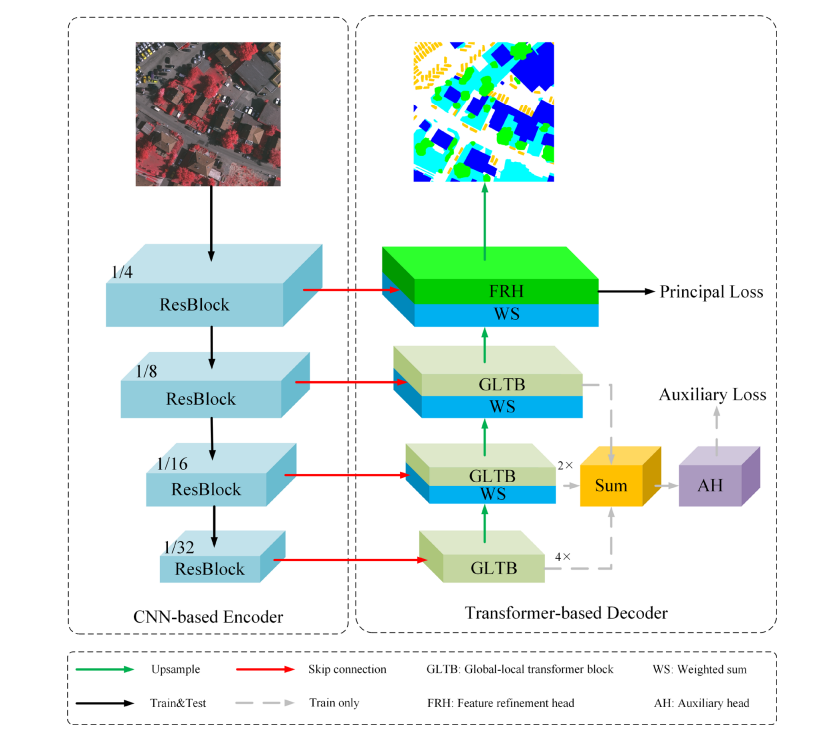 1/4
ResBlock
FRH
WS
Principal Loss
1/8
ResBlock
GLTB
WS
Auxiliary Loss
1/16
ResBlock
GLTB
WS
2×
Sum
AH
1/32
ResBlock
GLTB
4×
CNN-based Encoder
Transformer-based Decoder
Upsample
Skip connection
GLTB: Global-local transformer block
WS: Weighted sum
Train&Test
Train only
FRH: Feature refinement head
AH: Auxiliary head